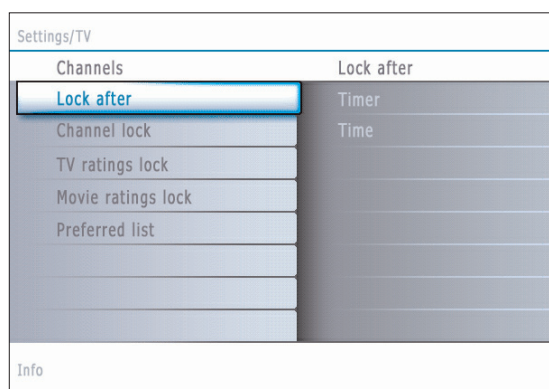 Settings/TV
Channels
Lock after
Channel lock
TV ratings lock
Movie ratings lock
Preferred list
Lock after
Timer
Time
Info